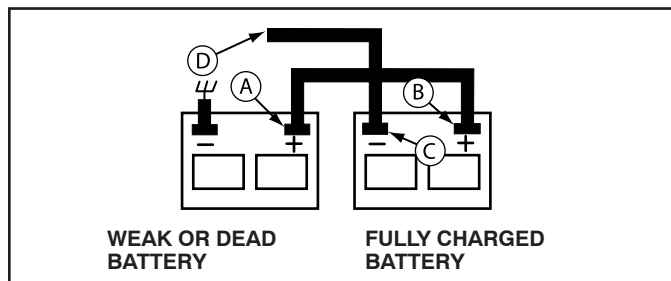 D
A
B
− + − +
C
WEAK OR DEAD
BATTERY
FULLY CHARGED
BATTERY